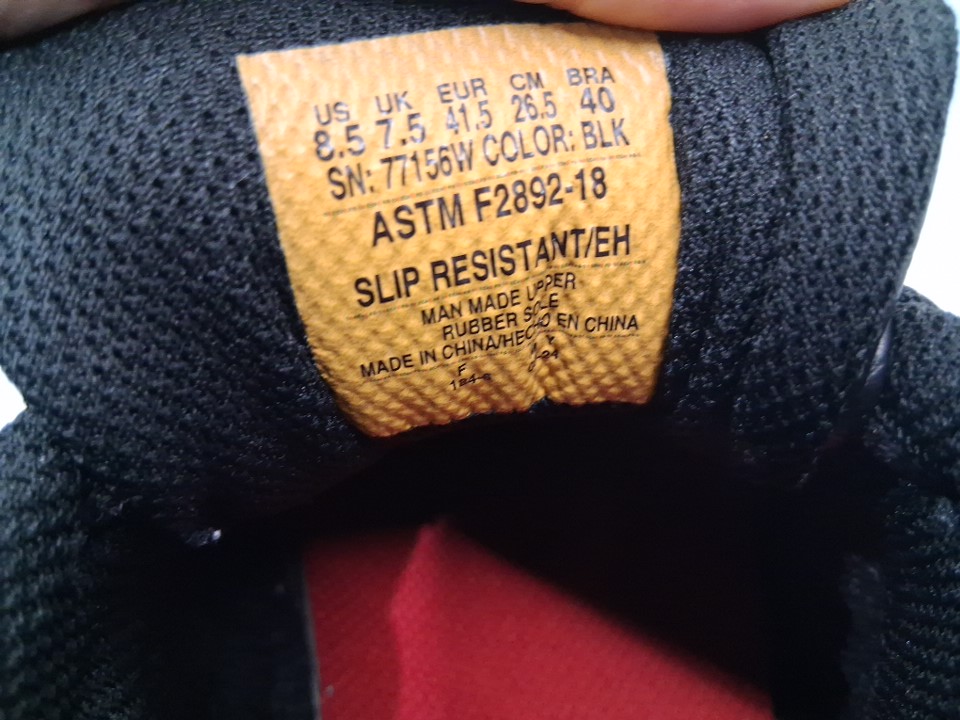 US UK EUR CM BRA
8.5 7.5 41.5 26.5 40
SN: 77156W COLOR: BLK
ASTM F2892-18
SLIP RESISTANT/EH
MAN MADE UPPER
RUBBER SOLE
MADE IN CHINA/HECHO EN CHINA
F